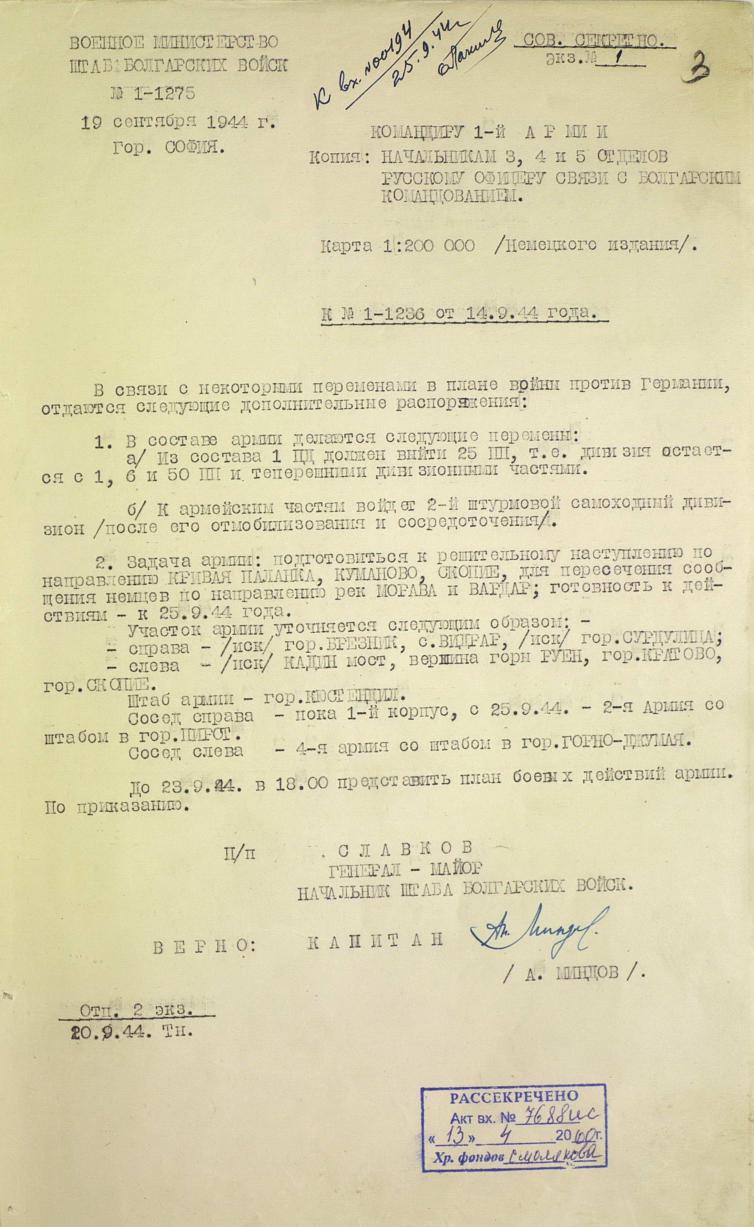 ВОЕННОЕ МИНИСТЕРСТВО
ШТАБ БОЛГАРСКИХ ВОЙСК
№ 1-1275
19 сентября 1944 г.
Гор. СОФИЯ.
К вх. №00194
25.9.44г.
СОВ. СЕКРЕТНО.
Экз.№ 1
3
КОМАНДИРУ 1-й АРМИИ
Копия: НАЧАЛЬНИКАМ 3, 4 и 5 ОТДЕЛОВ
РУССКОМУ ОФИЦЕРУ СВЯЗИ С БОЛГАРСКИМ
КОМАНДОВАНИЕМ.
Карта 1:200 000 /Немецкого издания/.
К № 1-1236 от 14.9.44 года.
В связи с некоторыми переменами в плане войни против Германии,
отдаются следующие дополнительные распоряжения:
1. В составе армии делаются следующие перемены:
а/ Из состава 1 ПД должен выйти 25 ПП, т.е. дивизия остает-
ся с 1, 6 и 50 ПП и теперешними дивизионными частями.
б/ К армейским частям войдет 2-й штурмовой самоходный диви-
зион /после его отмобилизования и сосредоточения/.
2. Задача армии: подготовиться к решительному наступлению по
направлению КРИВАЯ ПАЛАНКА, КУМАНОВО, СКОПИЕ, для пересечения сооб-
щения немцев по направлению рек МОРАВА и ВАРДАР; готовность к дей-
ствиям - к 25.9.44 года.
Участок армии уточняется следующим образом: -
- справа - /иск/ гор.БРЕЗНИК, с.ВИДРАР, /иск/ гор.СУРДУЛИЦА;
- слева - /иск/ КАДИН мост, вершина горы РУЕН, гор.КРАТОВО,
гор.СКОПИЕ.
Штаб армии - гор.КЮСТЕНДИЛ.
Сосед справа - пока 1-й корпус, с 25.9.44. - 2-я Армия со
штабом в гор.ПИРОТ.
Сосед слева - 4-я армия со штабом в гор.ГОРНО-ДЖУМАЯ.
До 23.9.44. в 18.00 представить план боевых действий армии.
По приказанию.
П/п СЛАВКОВ
ГЕНЕРАЛ - МАЙОР
НАЧАЛЬНИК ШТАБА БОЛГАРСКИХ ВОЙСК.
ВЕРНО: КАПИТАН
/ А. МИНДОВ /.
Отп. 2 экз.
20.9.44. Тн.
РАССЕКРЕЧЕНО
Акт вх. № 7688ис
«13» 4 2000г.
Хр. фондов Смолякова